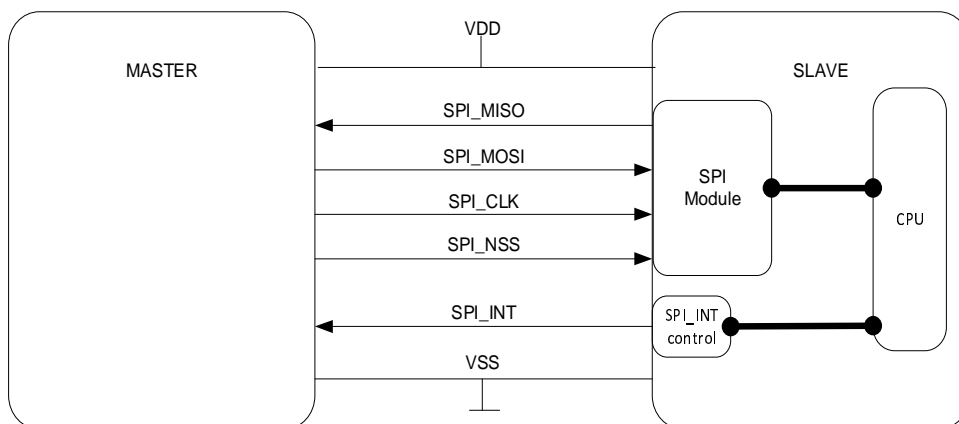 VDD
MASTER
SLAVE
SPI_MISO
SPI_MOSI
SPI
Module
SPI_CLK
CPU
SPI_NSS
SPI_INT
SPI_INT
control
VSS